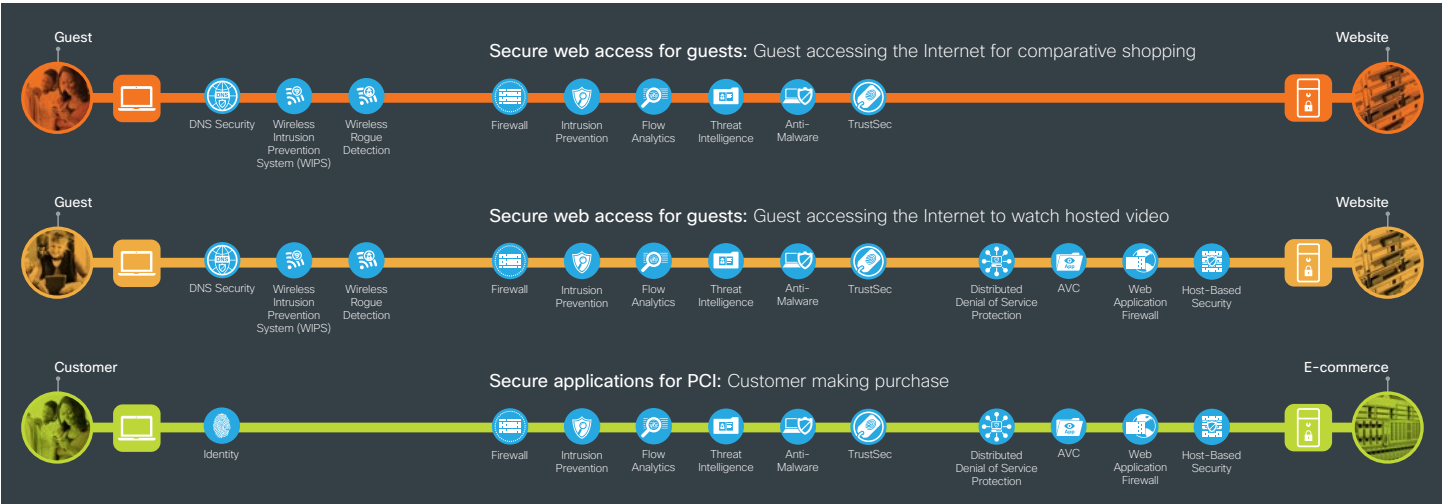 Guest
Secure web access for guests: Guest accessing the Internet for comparative shopping
Website
DNS
DNS Security
Wireless
Intrusion
Prevention
System (WIPS)
Wireless
Rogue
Detection
Firewall
Intrusion
Prevention
Flow
Analytics
Threat
Intelligence
Anti-
Malware
TrustSec
Guest
Secure web access for guests: Guest accessing the Internet to watch hosted video
Website
DNS
DNS Security
Wireless
Intrusion
Prevention
System (WIPS)
Wireless
Rogue
Detection
Firewall
Intrusion
Prevention
Flow
Analytics
Threat
Intelligence
Anti-
Malware
TrustSec
Distributed
Denial of Service
Protection
App
AVC
Web
Application
Firewall
Host-Based
Security
Customer
Secure applications for PCI: Customer making purchase
E-commerce
Identity
Firewall
Intrusion
Prevention
Flow
Analytics
Threat
Intelligence
Anti-
Malware
TrustSec
Distributed
Denial of Service
Protection
App
AVC
Web
Application
Firewall
Host-Based
Security